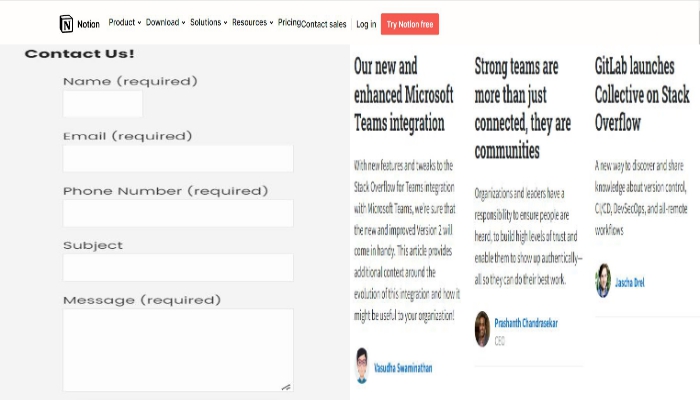 Notion
Product Download Solutions Resources Pricing Contact sales Log in Try Notion free
Contact Us!
Name (required)
Email (required)
Phone Number (required)
Subject
Message (required)
Our new and
enhanced Microsoft
Teams integration
With new features and tweaks to the
Stack Overflow for Teams integration
with Microsoft Teams, we're sure that
the new and improved Version 2 will
come in handy. This article provides
additional context around the
evolution of this integration and how it
might be useful to your organization!
Vasudha Swaminathan
Strong teams are
more than just
connected, they are
communities
Organizations and leaders have a
responsibility to ensure people are
heard, to build high levels of trust and
enable them to show up authentically—
all so they can do their best work.
Prashanth Chandrasekar
CEO
GitLab launches
Collective on Stack
Overflow
A new way to discover and share
knowledge about version control,
CI/CD, DevSecOps, and all-remote
workflows
Jascha Drel